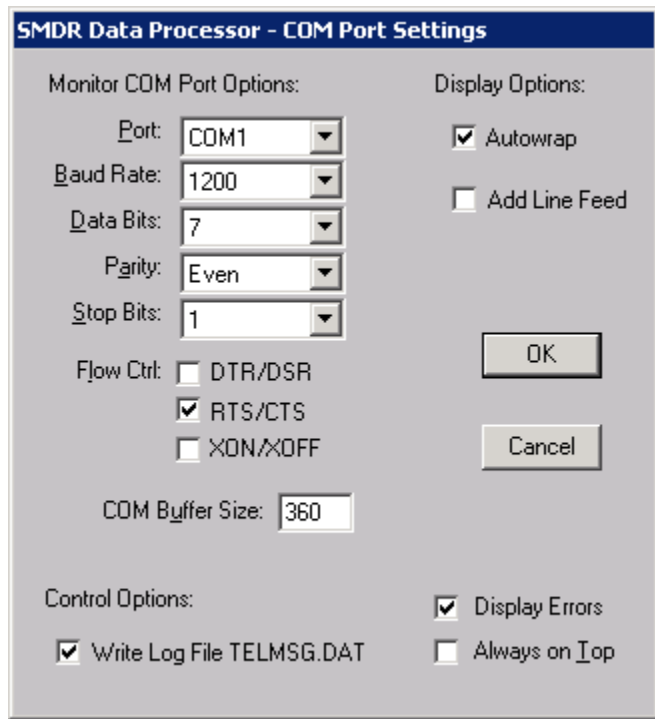 SMDR Data Processor - COM Port Settings
Monitor COM Port Options:
Port: COM1
Baud Rate: 1200
Data Bits: 7
Parity: Even
Stop Bits: 1
Flow Ctrl: DTR/DSR
RTS/CTS
XON/XOFF
COM Buffer Size: 360
Display Options:
Autowrap
Add Line Feed
OK
Cancel
Control Options:
Write Log File TELMSG.DAT
Display Errors
Always on Top